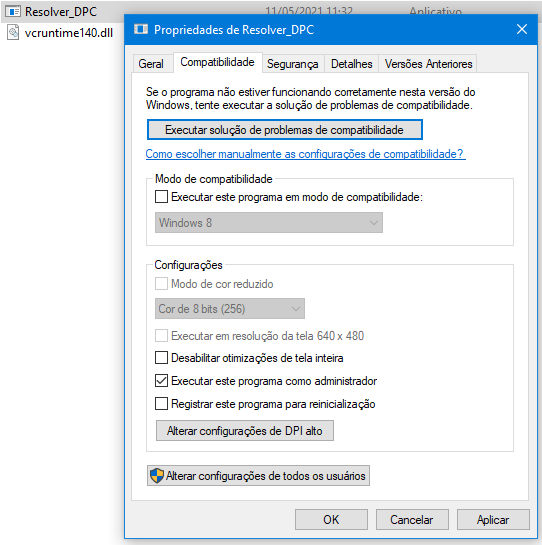 Resolver_DPC 11/05/2021 11:32 Aplicativo
vcruntime140.dll
Propriedades de Resolver_DPC
Geral Compatibilidade Segurança Detalhes Versões Anteriores
Se o programa não estiver funcionando corretamente nesta versão do
Windows, tente executar a solução de problemas de compatibilidade.
Executar solução de problemas de compatibilidade
Como escolher manualmente as configurações de compatibilidade?
Modo de compatibilidade
Executar este programa em modo de compatibilidade:
Windows 8
Configurações
Modo de cor reduzido
Cor de 8 bits (256)
Executar em resolução da tela 640 x 480
Desabilitar otimizações de tela inteira
Executar este programa como administrador
Registrar este programa para reinicialização
Alterar configurações de DPI alto
Alterar configurações de todos os usuários
OK Cancelar Aplicar